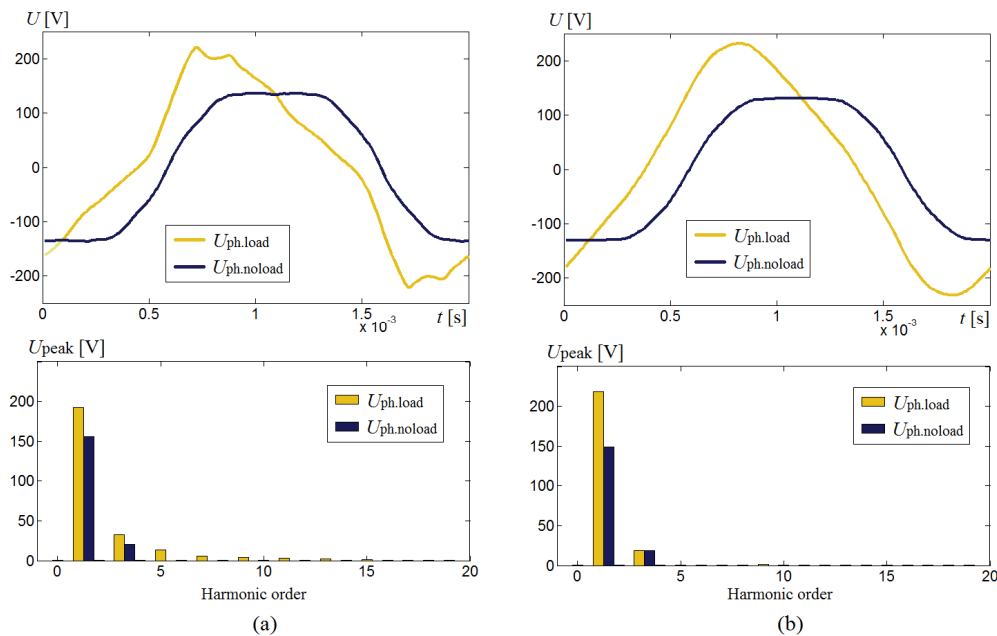 U [V]
200
100
0
-100
-200
Uph.load
Uph.noload
0
0.5
1
1.5
x 10⁻³
t [s]
Upeak [V]
200
150
100
50
0
Uph.load
Uph.noload
0
5
10
15
20
Harmonic order
(a)
U [V]
200
100
0
-100
-200
Uph.load
Uph.noload
0
0.5
1
1.5
x 10⁻³
t [s]
Upeak [V]
200
150
100
50
0
Uph.load
Uph.noload
0
5
10
15
20
Harmonic order
(b)